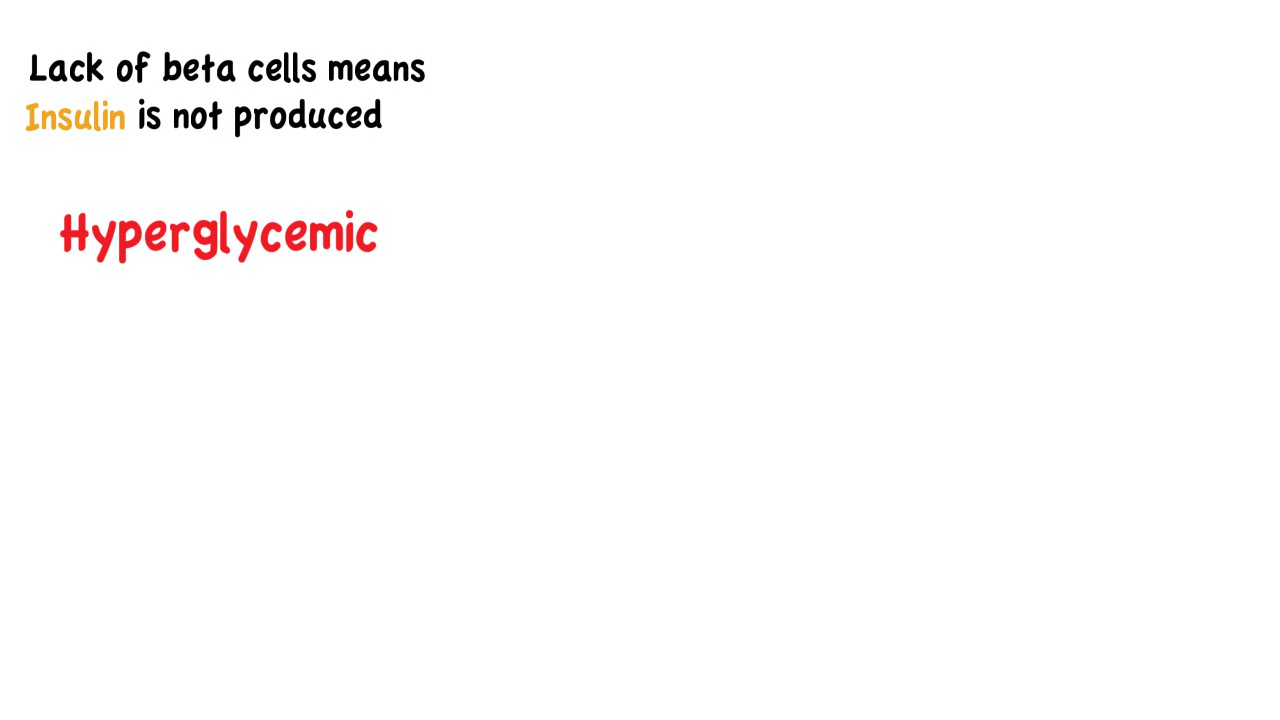 Lack of beta cells means
Insulin is not produced
Hyperglycemic